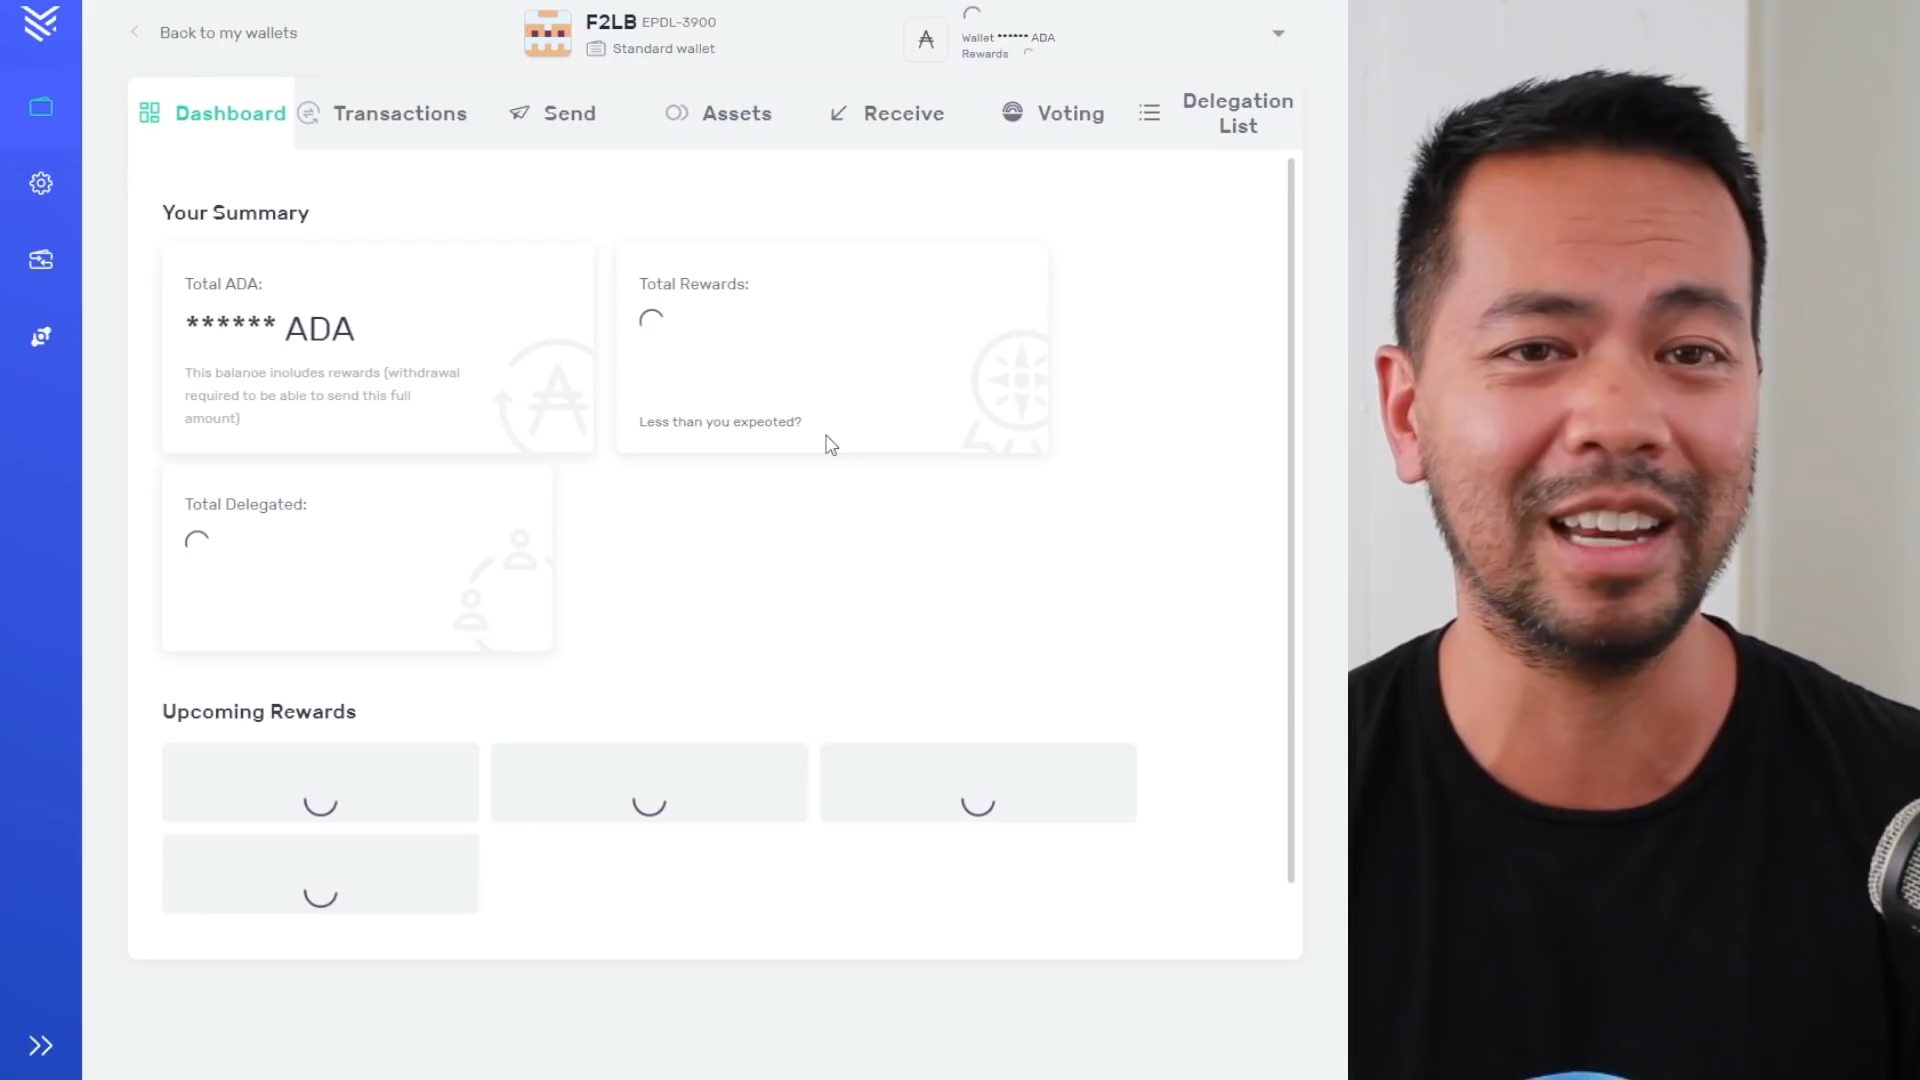 Back to my wallets
F2LB EPDL-3900
Standard wallet
Wallet ****** ADA
Rewards
Dashboard
Transactions
Send
Assets
Receive
Voting
Delegation
List
Your Summary
Total ADA:
****** ADA
This balance includes rewards (withdrawal
required to be able to send this full
amount)
Total Rewards:
Less than you expected?
Total Delegated:
Upcoming Rewards